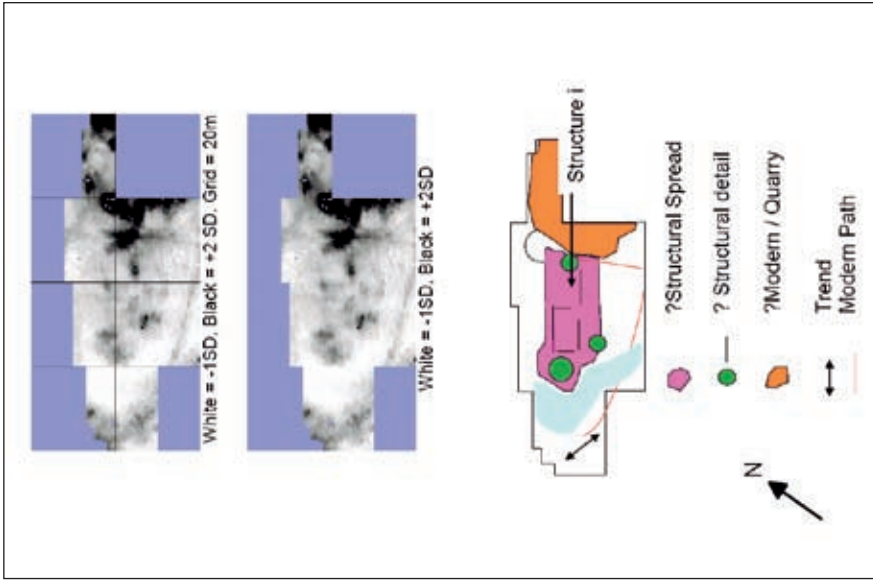 White = -1SD, Black = +2 SD, Grid = 20m
White = -1SD, Black = +2SD
Structure i
?Structural Spread
? Structural detail
?Modern / Quarry
Trend
Modern Path
N